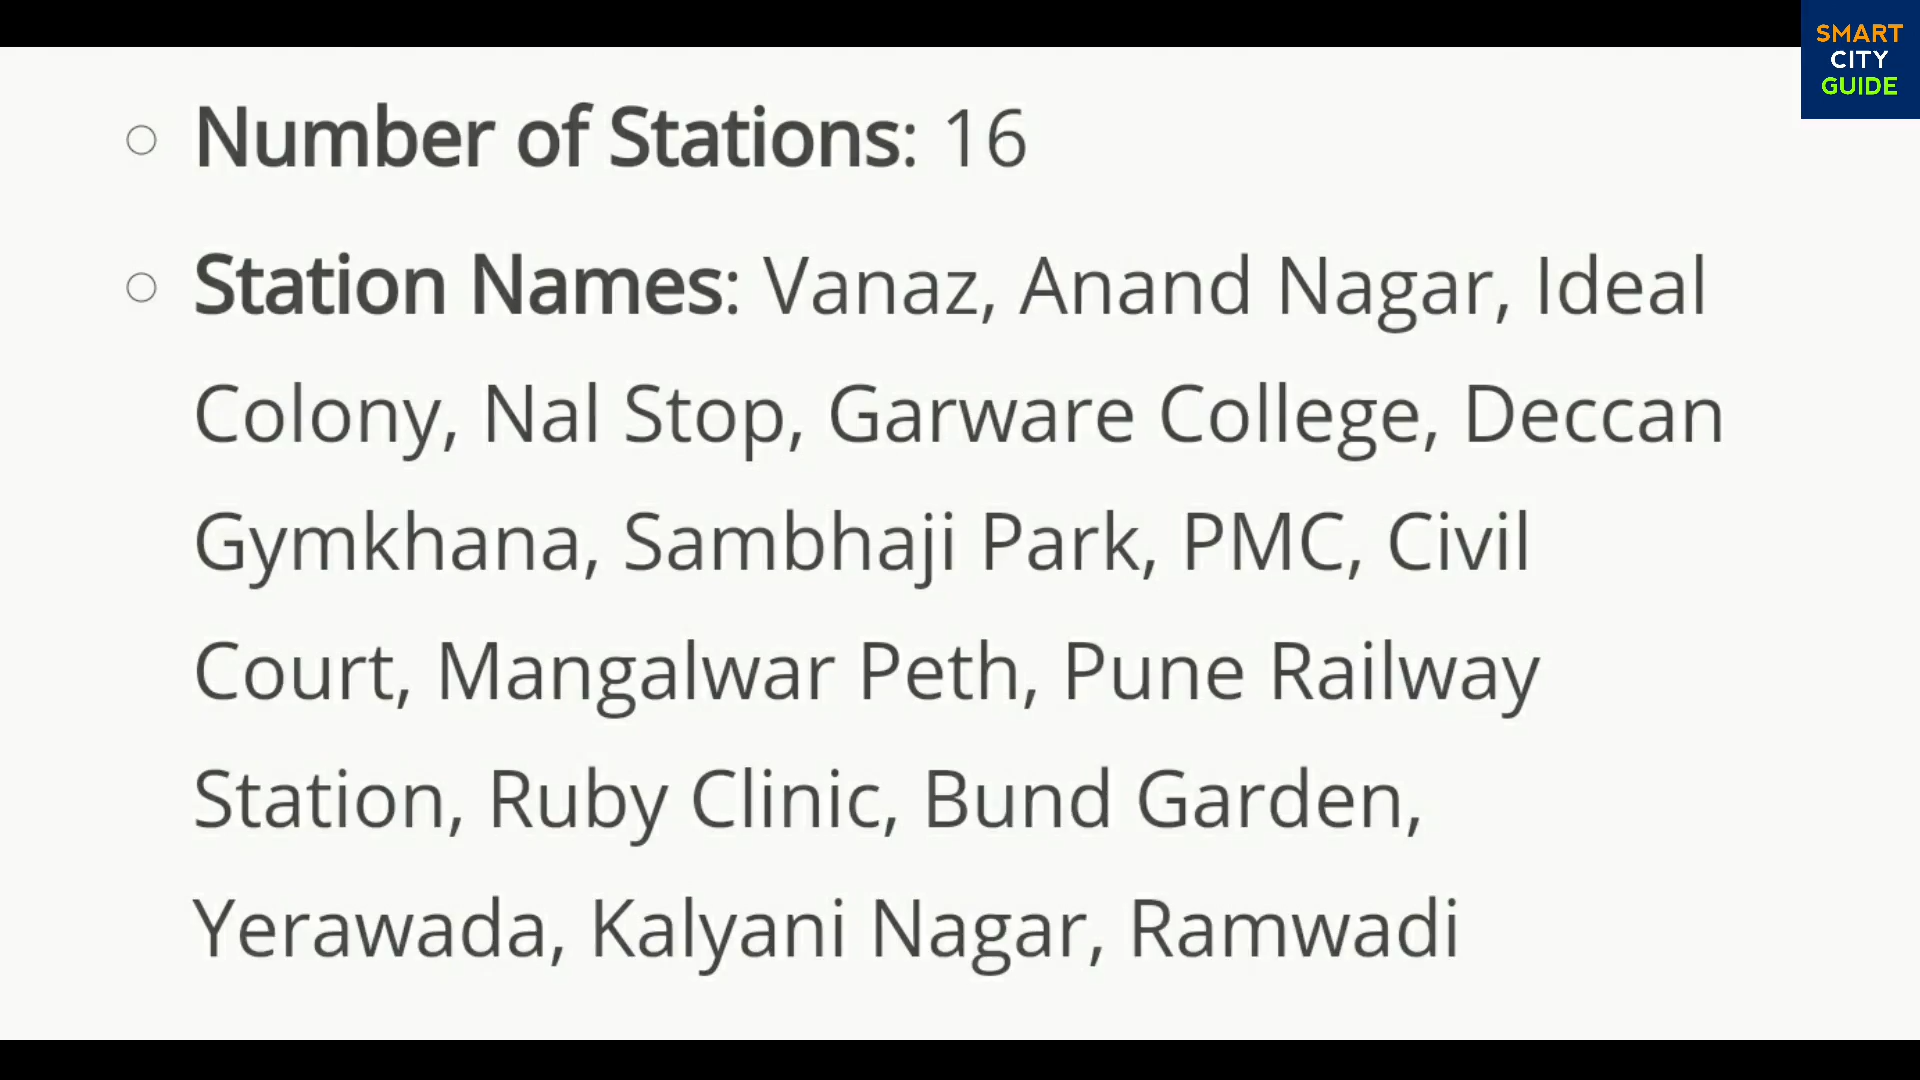 SMART
CITY
GUIDE
Number of Stations: 16
Station Names: Vanaz, Anand Nagar, Ideal
Colony, Nal Stop, Garware College, Deccan
Gymkhana, Sambhaji Park, PMC, Civil
Court, Mangalwar Peth, Pune Railway
Station, Ruby Clinic, Bund Garden,
Yerawada, Kalyani Nagar, Ramwadi